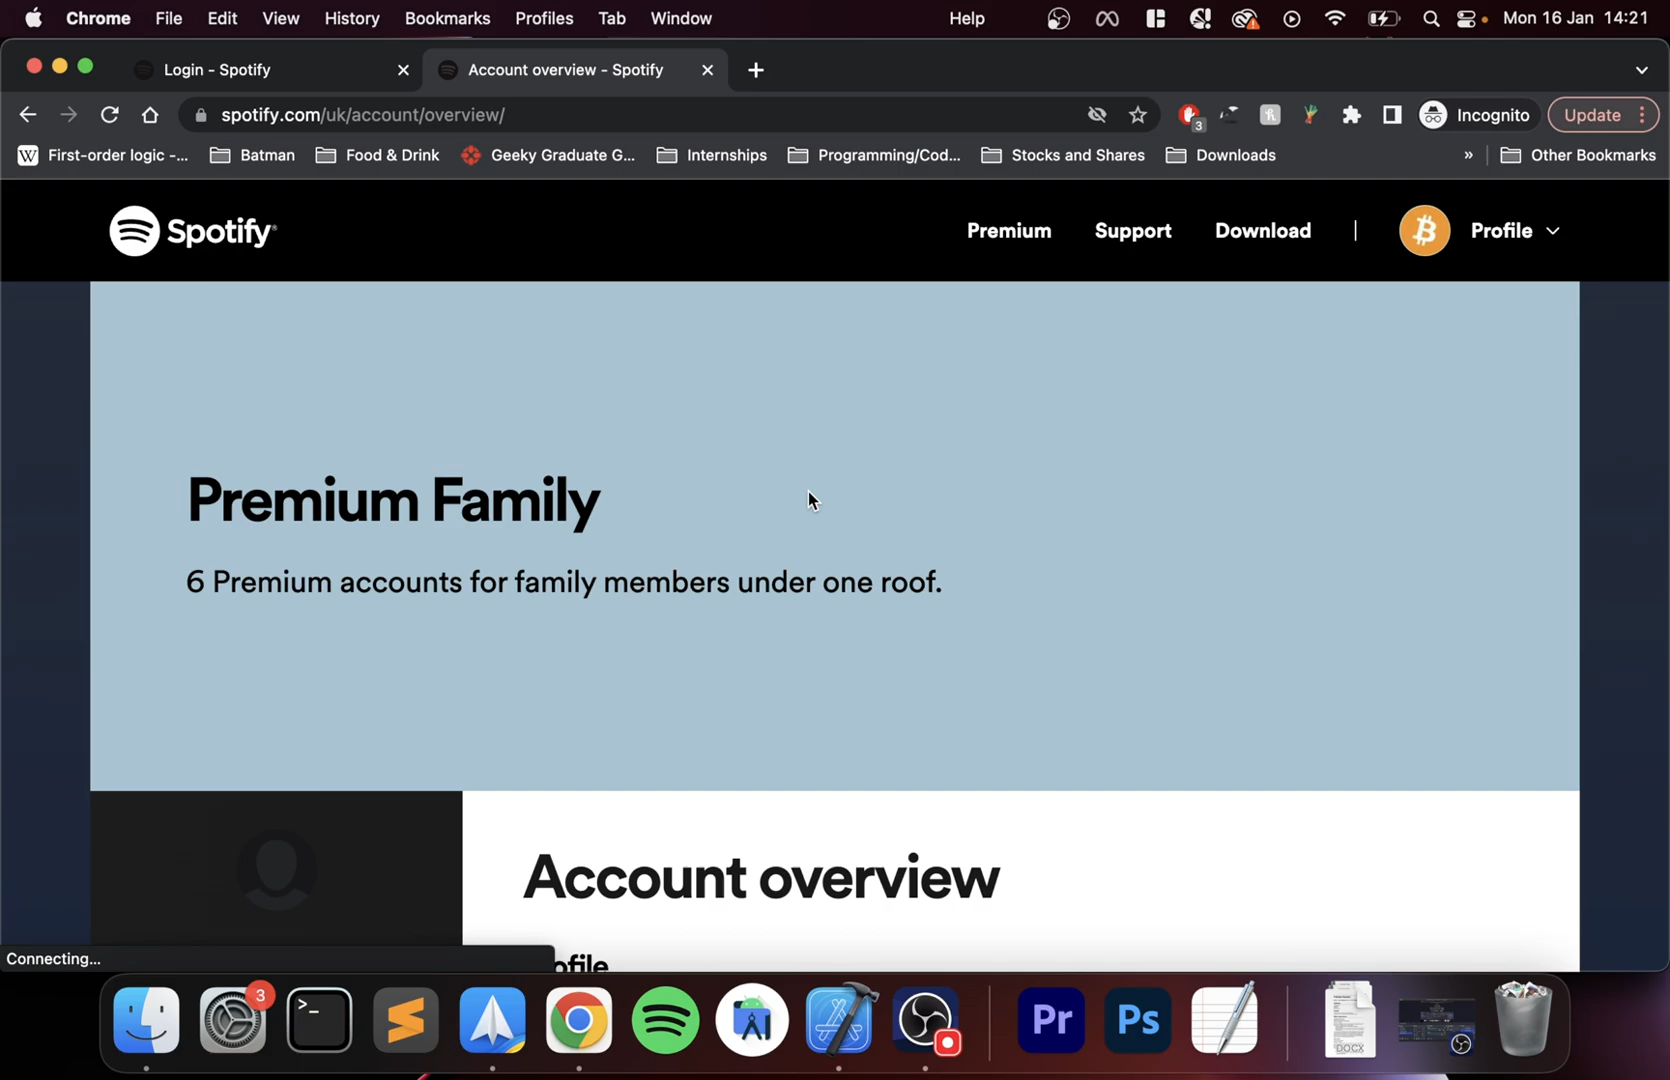 Chrome File Edit View History Bookmarks Profiles Tab Window Help Mon 16 Jan 14:21
Login - Spotify Account overview - Spotify
spotify.com/uk/account/overview/ 3 Incognito Update
W First-order logic -... Batman Food & Drink Geeky Graduate G... Internships Programming/Cod... Stocks and Shares Downloads » Other Bookmarks
Spotify Premium Support Download | Profile
Premium Family
6 Premium accounts for family members under one roof.
Account overview
ofile
Connecting...
3 >_ Pr Ps DOCX